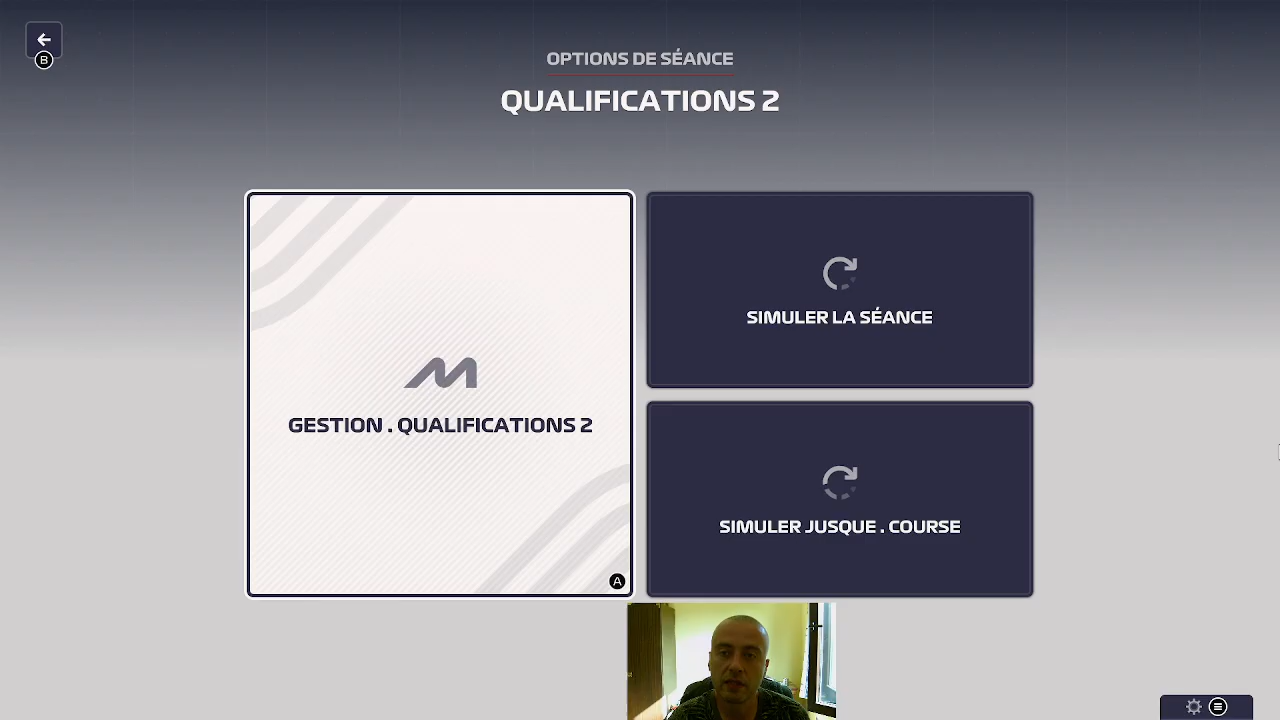 B
OPTIONS DE SÉANCE
QUALIFICATIONS 2
GESTION . QUALIFICATIONS 2
A
SIMULER LA SÉANCE
SIMULER JUSQUE . COURSE